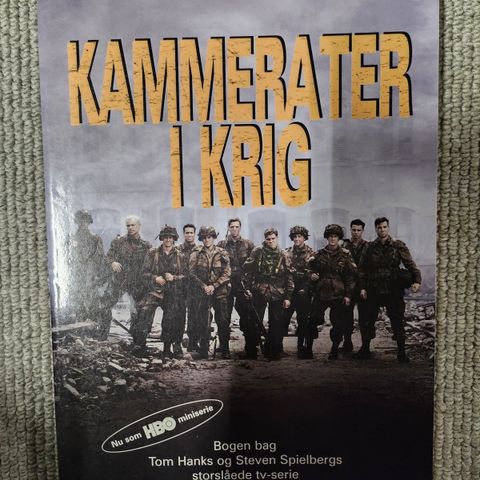 KAMMERATER
I KRIG
Nu som HBO miniserie
Bogen bag
Tom Hanks og Steven Spielbergs
storslåede tv-serie